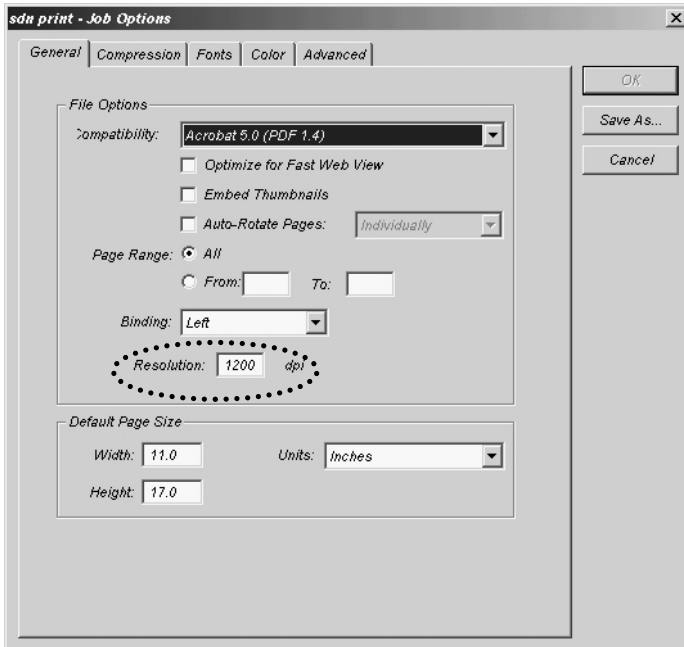 sdn print - Job Options
General Compression Fonts Color Advanced
OK
Save As...
Cancel
File Options
Compatibility: Acrobat 5.0 (PDF 1.4)
Optimize for Fast Web View
Embed Thumbnails
Auto-Rotate Pages: Individually
Page Range: All
From: To:
Binding: Left
Resolution: 1200 dpi
Default Page Size
Width: 11.0 Units: Inches
Height: 17.0